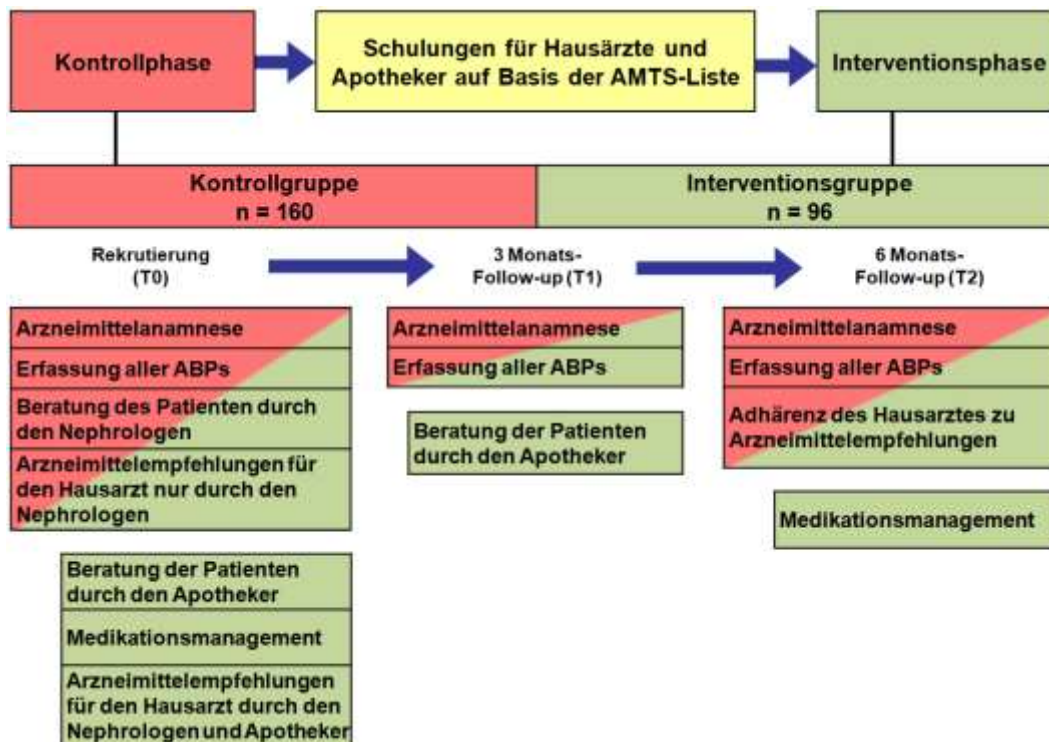 Kontrollphase
Schulungen für Hausärzte und
Apotheker auf Basis der AMTS-Liste
Interventionsphase
Kontrollgruppe
n = 160
Interventionsgruppe
n = 96
Rekrutierung
(T0)
3 Monats-
Follow-up (T1)
6 Monats-
Follow-up (T2)
Arzneimittelanamnese
Erfassung aller ABPs
Beratung des Patienten durch
den Nephrologen
Arzneimittelempfehlungen für
den Hausarzt nur durch den
Nephrologen
Beratung der Patienten
durch den Apotheker
Medikationsmanagement
Arzneimittelempfehlungen
für den Hausarzt durch den
Nephrologen und Apotheker
Arzneimittelanamnese
Erfassung aller ABPs
Beratung der Patienten
durch den Apotheker
Arzneimittelanamnese
Erfassung aller ABPs
Adhärenz des Hausarztes zu
Arzneimittelempfehlungen
Medikationsmanagement